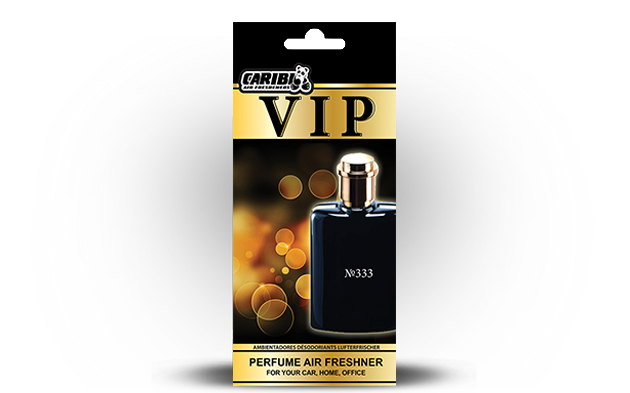 CARIBI
AIR FRESHENERS
VIP
№333
AMBIENTADORES DÉSODORIANTS LUFTERFRISCHER
PERFUME AIR FRESHNER
FOR YOUR CAR, HOME, OFFICE